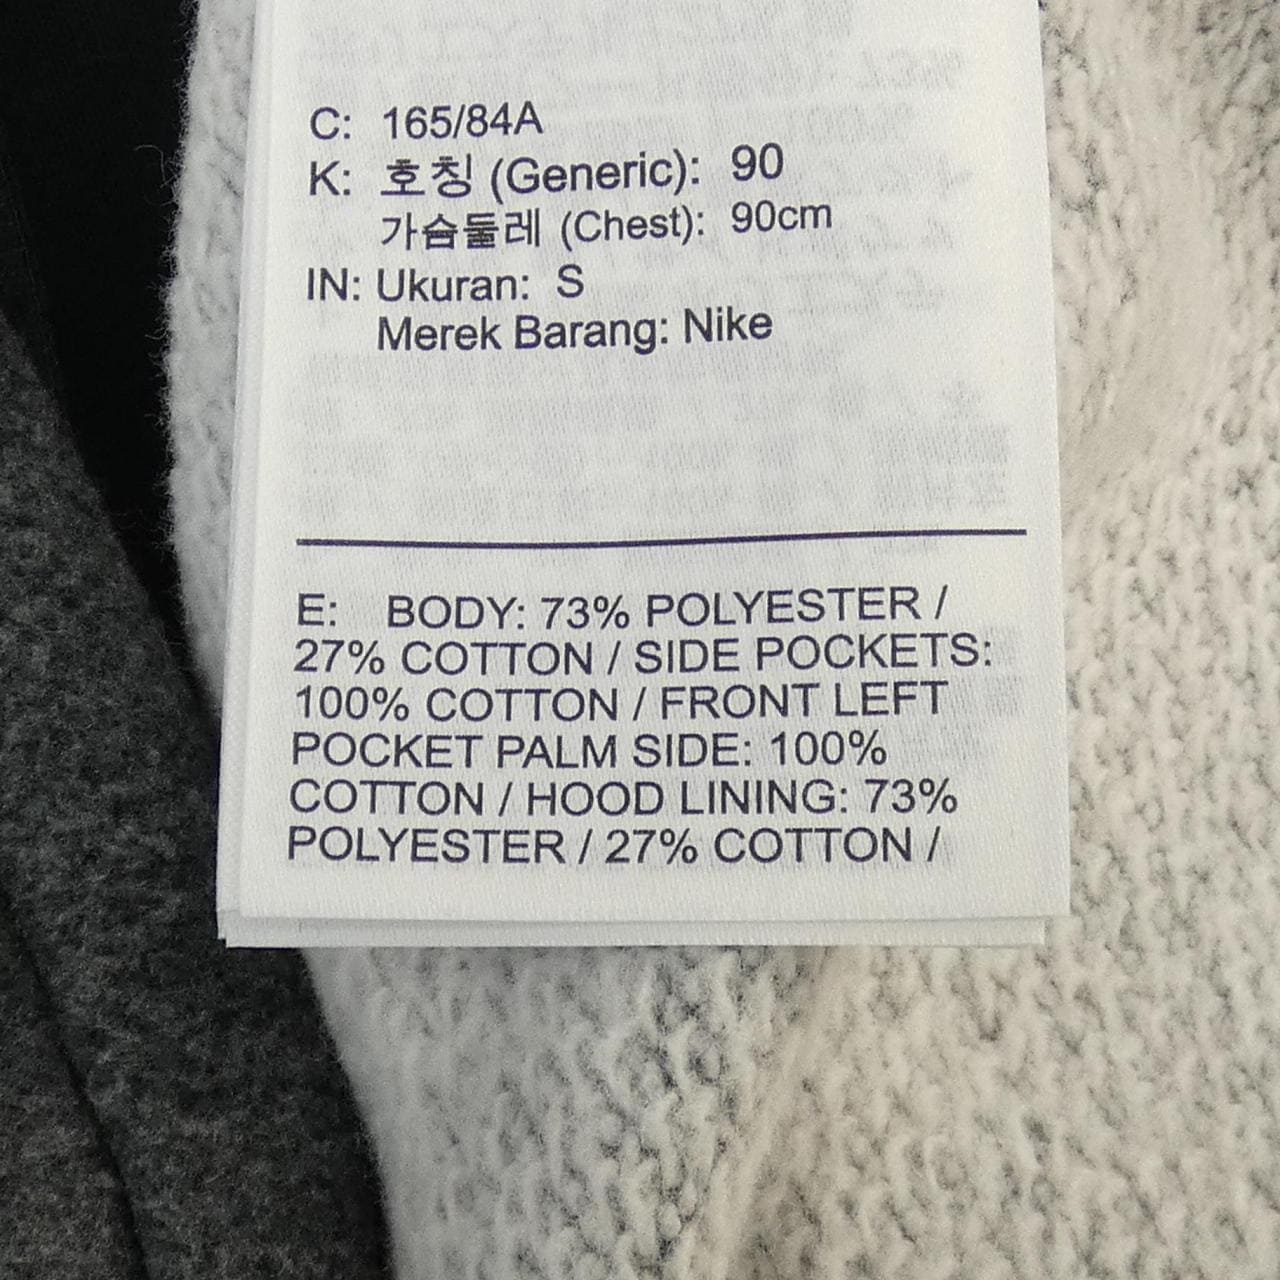 C: 165/84A
K: 호칭 (Generic): 90
가슴둘레 (Chest): 90cm
IN: Ukuran: S
Merek Barang: Nike
E: BODY: 73% POLYESTER /
27% COTTON / SIDE POCKETS:
100% COTTON / FRONT LEFT
POCKET PALM SIDE: 100%
COTTON / HOOD LINING: 73%
POLYESTER / 27% COTTON /